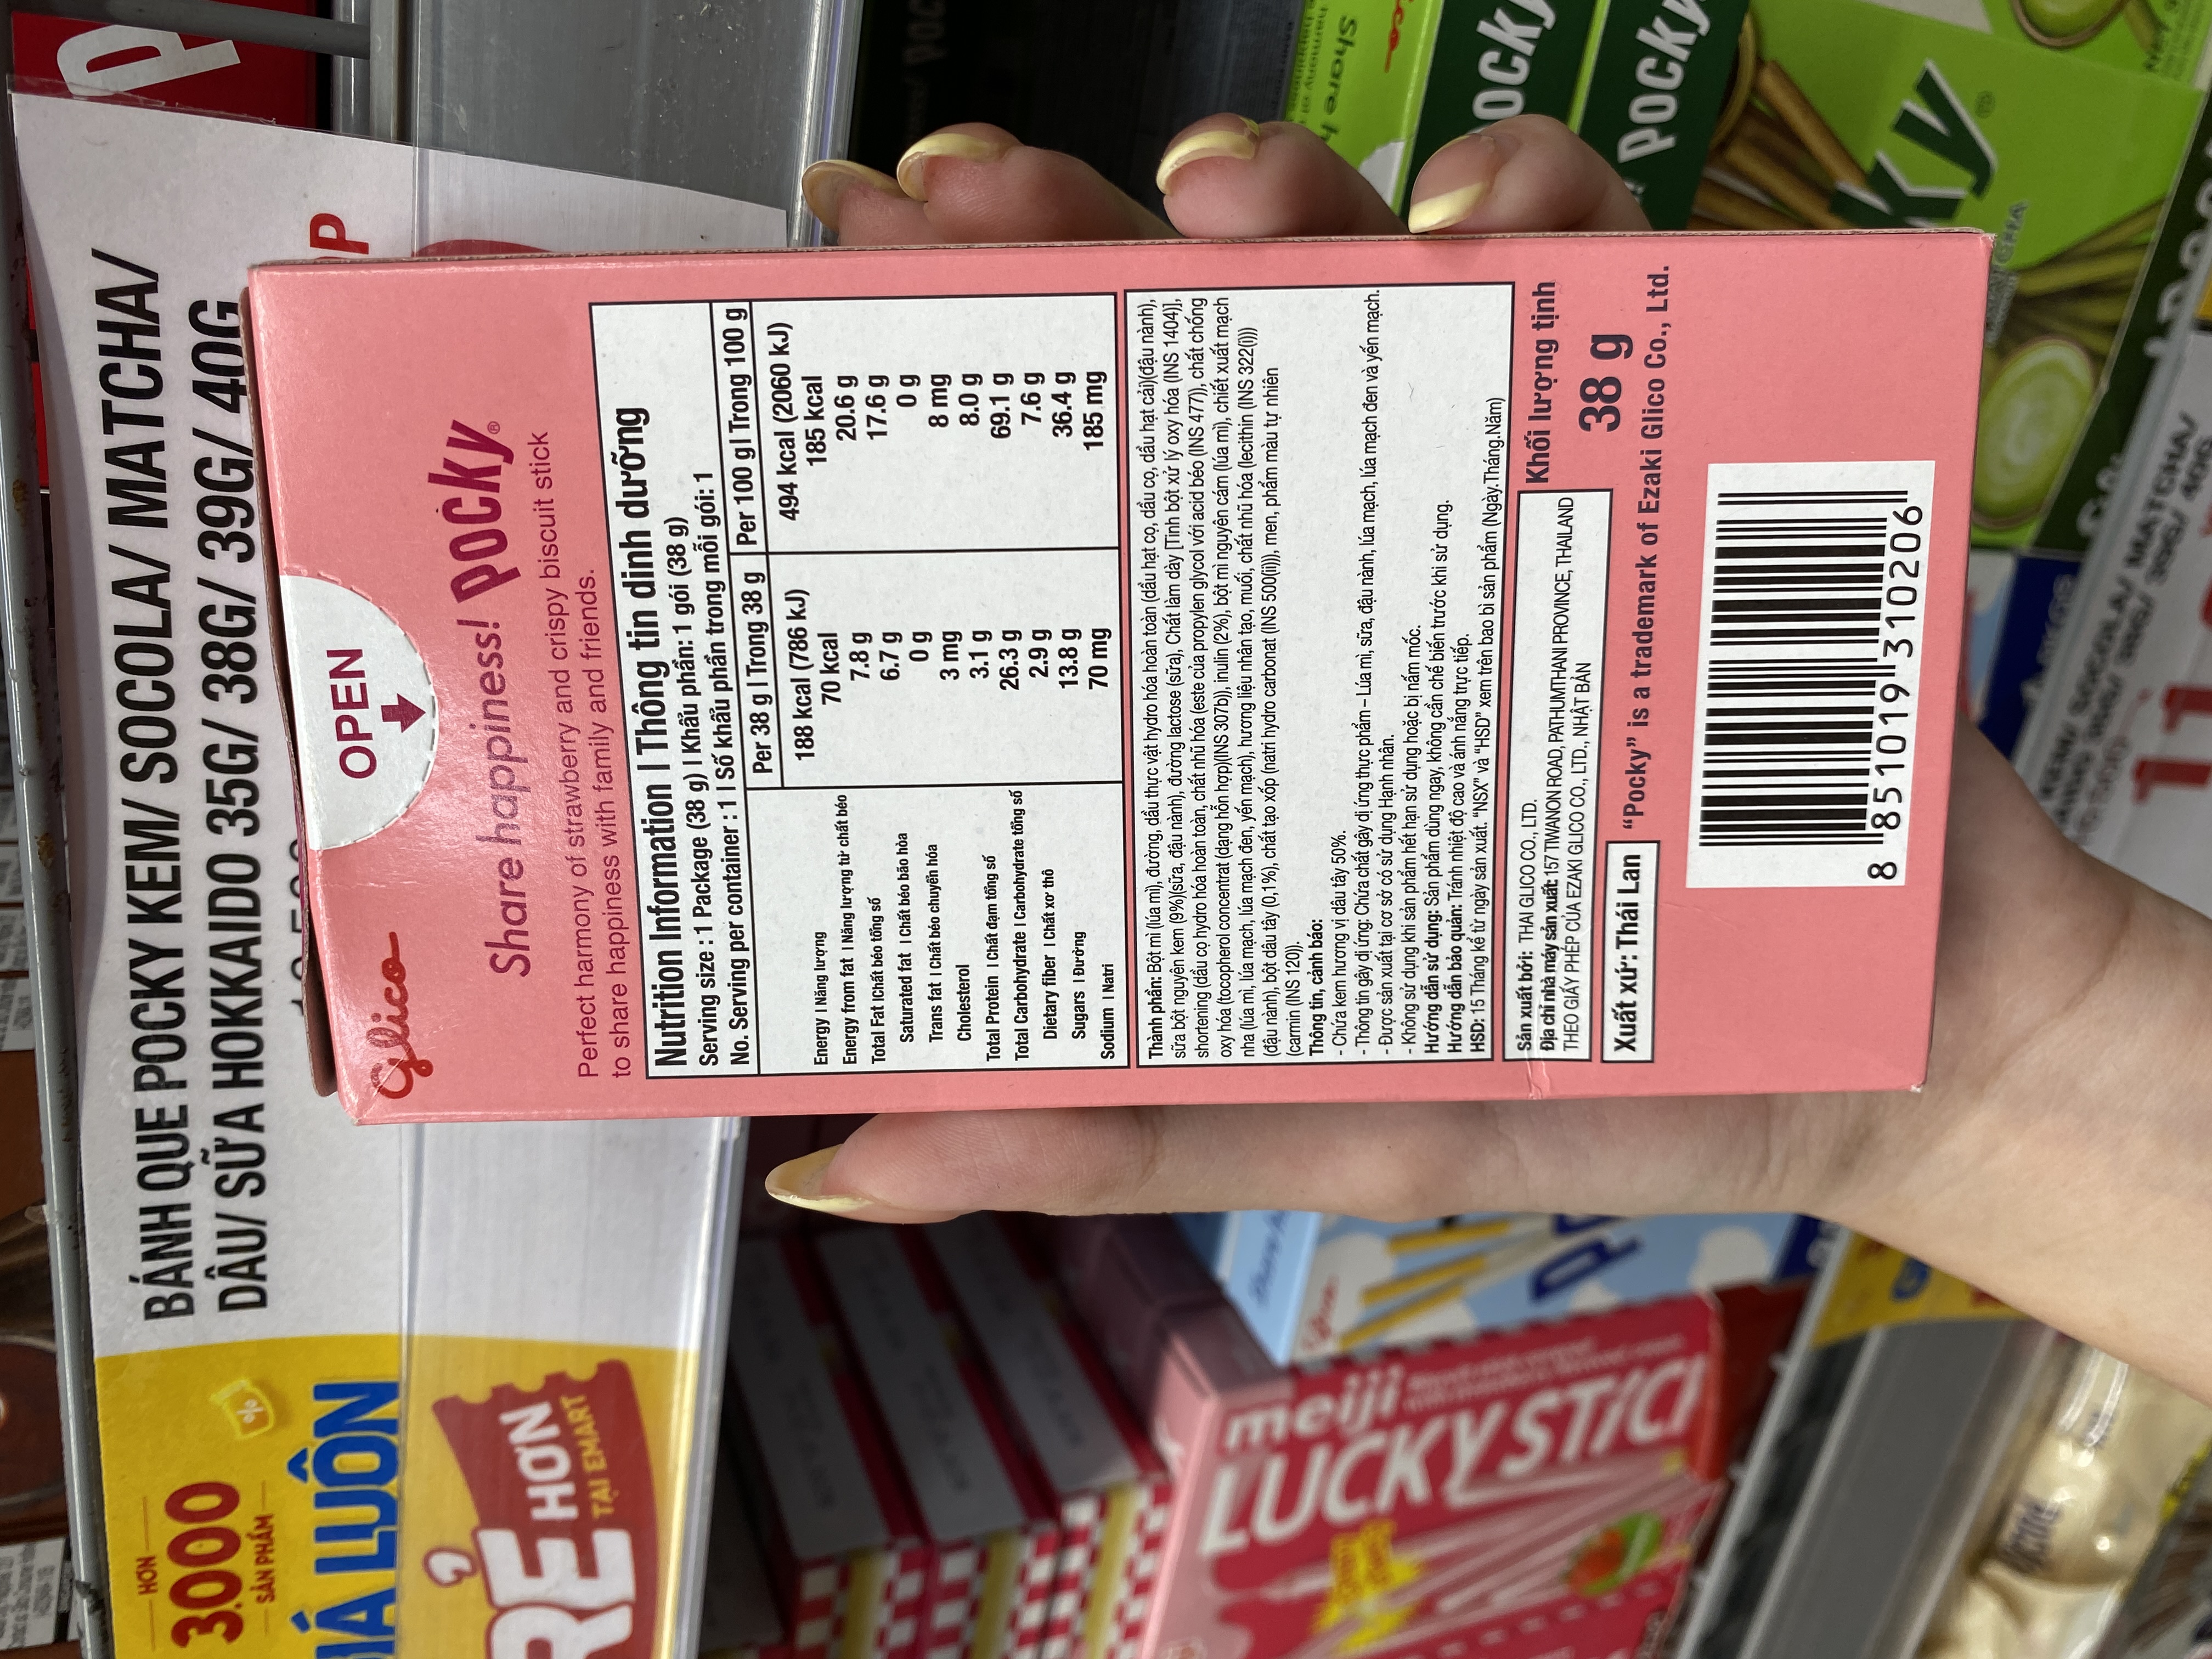 HƠN
3.000
SẢN PHẨM
%
IÁ LUÔN
RẺ HƠN
TẠI EMART
BÁNH QUE POCKY KEM/ SOCOLA/ MATCHA/
DÂU/ SỮA HOKKAIDO 35G/ 38G/ 39G/ 40G
P
Glico
OPEN
Share happiness! Pocky®
Perfect harmony of strawberry and crispy biscuit stick
to share happiness with family and friends.
Nutrition Information | Thông tin dinh dưỡng
Serving size : 1 Package (38 g) | Khẩu phần: 1 gói (38 g)
No. Serving per container : 1 | Số khẩu phần trong mỗi gói: 1
Per 38 g | Trong 38 g Per 100 g| Trong 100 g
Energy | Năng lượng 188 kcal (786 kJ) 494 kcal (2060 kJ)
Energy from fat | Năng lượng từ chất béo 70 kcal 185 kcal
Total Fat |Chất béo tổng số 7.8 g 20.6 g
Saturated fat | Chất béo bão hòa 6.7 g 17.6 g
Trans fat | Chất béo chuyển hóa 0 g 0 g
Cholesterol 3 mg 8 mg
Total Protein | Chất đạm tổng số 3.1 g 8.0 g
Total Carbohydrate | Carbohydrate tổng số 26.3 g 69.1 g
Dietary fiber | Chất xơ thô 2.9 g 7.6 g
Sugars | Đường 13.8 g 36.4 g
Sodium | Natri 70 mg 185 mg
Thành phần: Bột mì (lúa mì), đường, dầu thực vật hydro hóa hoàn toàn (dầu hạt cọ, dầu cọ, dầu hạt cải)(đậu nành),
sữa bột nguyên kem (9%)(sữa, đậu nành), đường lactose (sữa), Chất làm dày [Tinh bột xử lý oxy hóa (INS 1404)],
shortening (dầu cọ hydro hóa hoàn toàn, chất nhũ hóa (este của propylen glycol với acid béo (INS 477)), chất chống
oxy hóa (tocopherol concentrat (dạng hỗn hợp)(INS 307b)), inulin (2%), bột mì nguyên cám (lúa mì), chiết xuất mạch
nha (lúa mì, lúa mạch, lúa mạch đen, yến mạch), hương liệu nhân tạo, muối, chất nhũ hóa (lecithin (INS 322(i)))
(đậu nành), bột dâu tây (0,1%), chất tạo xốp (natri hydro carbonat (INS 500(ii))), men, phẩm màu tự nhiên
(carmin (INS 120)).
Thông tin, cảnh báo:
- Chứa kem hương vị dâu tây 50%.
- Thông tin gây dị ứng: Chứa chất gây dị ứng thực phẩm – Lúa mì, sữa, đậu nành, lúa mạch, lúa mạch đen và yến mạch.
- Được sản xuất tại cơ sở có sử dụng Hạnh nhân.
- Không sử dụng khi sản phẩm hết hạn sử dụng hoặc bị nấm mốc.
Hướng dẫn sử dụng: Sản phẩm dùng ngay, không cần chế biến trước khi sử dụng.
Hướng dẫn bảo quản: Tránh nhiệt độ cao và ánh nắng trực tiếp.
HSD: 15 Tháng kể từ ngày sản xuất. “NSX” và “HSD” xem trên bao bì sản phẩm (Ngày.Tháng.Năm)
Sản xuất bởi: THAI GLICO CO., LTD.
Địa chỉ nhà máy sản xuất: 157 TIWANON ROAD, PATHUMTHANI PROVINCE, THAILAND
THEO GIẤY PHÉP CỦA EZAKI GLICO CO., LTD., NHẬT BẢN
Khối lượng tịnh
38 g
Xuất xứ: Thái Lan
“Pocky” is a trademark of Ezaki Glico Co., Ltd.
8 851019 310206
meiji
LUCKY STICK
Share
ocky
Pocky
ky
KEM/ SOCOLA/ MATCHA/
35G/ 38G/ 39G/ 40G
11